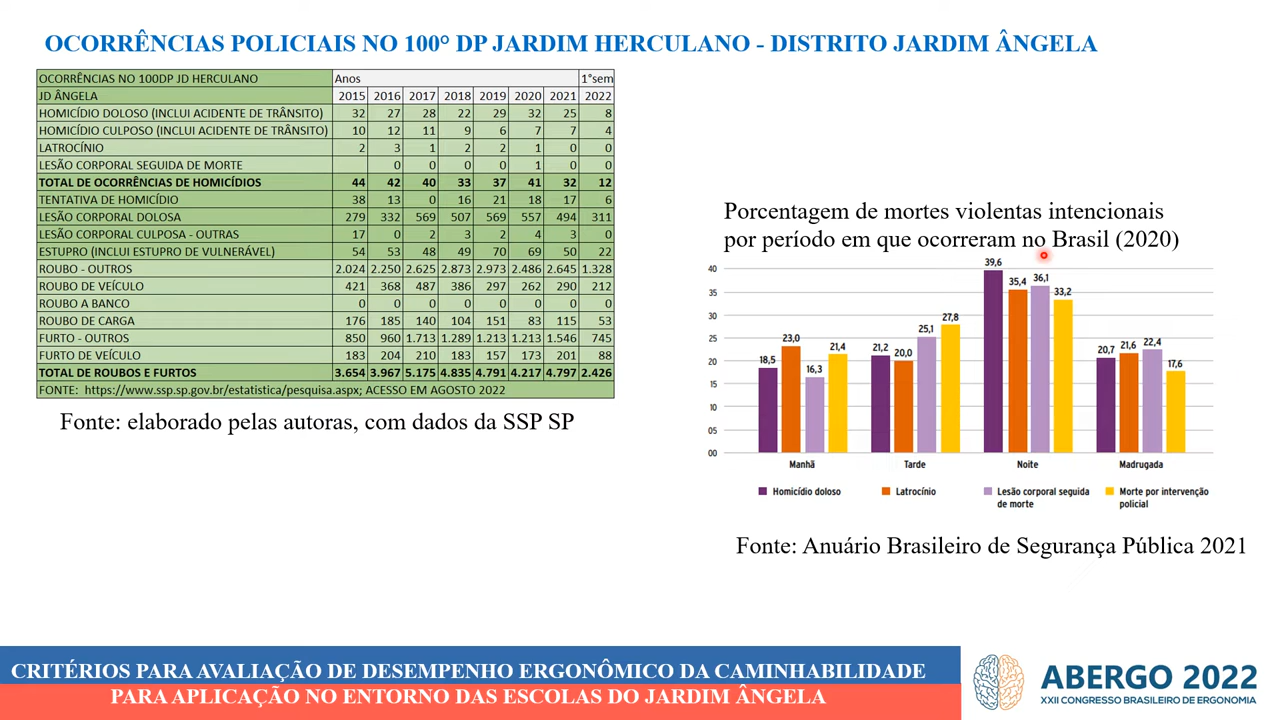 OCORRÊNCIAS POLICIAIS NO 100° DP JARDIM HERCULANO - DISTRITO JARDIM ÂNGELA
OCORRÊNCIAS NO 100DP JD HERCULANO Anos 1°sem
JD ÂNGELA 2015 2016 2017 2018 2019 2020 2021 2022
HOMICÍDIO DOLOSO (INCLUI ACIDENTE DE TRÂNSITO) 32 27 28 22 29 32 25 8
HOMICÍDIO CULPOSO (INCLUI ACIDENTE DE TRÂNSITO) 10 12 11 9 6 7 7 4
LATROCÍNIO 2 3 1 2 2 1 0 0
LESÃO CORPORAL SEGUIDA DE MORTE 0 0 0 0 1 0 0
TOTAL DE OCORRÊNCIAS DE HOMICÍDIOS 44 42 40 33 37 41 32 12
TENTATIVA DE HOMICÍDIO 38 13 0 16 21 18 17 6
LESÃO CORPORAL DOLOSA 279 332 569 507 569 557 494 311
LESÃO CORPORAL CULPOSA - OUTRAS 17 0 2 3 2 4 3 0
ESTUPRO (INCLUI ESTUPRO DE VULNERÁVEL) 54 53 48 49 70 69 50 22
ROUBO - OUTROS 2.024 2.250 2.625 2.873 2.973 2.486 2.645 1.328
ROUBO DE VEÍCULO 421 368 487 386 297 262 290 212
ROUBO A BANCO 0 0 0 0 0 0 0 0
ROUBO DE CARGA 176 185 140 104 151 83 115 53
FURTO - OUTROS 850 960 1.713 1.289 1.213 1.213 1.546 745
FURTO DE VEÍCULO 183 204 210 183 157 173 201 88
TOTAL DE ROUBOS E FURTOS 3.654 3.967 5.175 4.835 4.791 4.217 4.797 2.426
FONTE: https://www.ssp.sp.gov.br/estatistica/pesquisa.aspx; ACESSO EM AGOSTO 2022
Fonte: elaborado pelas autoras, com dados da SSP SP
Porcentagem de mortes violentas intencionais
por período em que ocorreram no Brasil (2020)
40
35
30
25
20
15
10
05
00
18,5 23,0 16,3 21,4
21,2 20,0 25,1 27,8
39,6 35,4 36,1 33,2
20,7 21,6 22,4 17,6
Manhã Tarde Noite Madrugada
Homicídio doloso Latrocínio Lesão corporal seguida Morte por intervenção
de morte policial
Fonte: Anuário Brasileiro de Segurança Pública 2021
CRITÉRIOS PARA AVALIAÇÃO DE DESEMPENHO ERGONÔMICO DA CAMINHABILIDADE
PARA APLICAÇÃO NO ENTORNO DAS ESCOLAS DO JARDIM ÂNGELA
ABERGO 2022
XXII CONGRESSO BRASILEIRO DE ERGONOMIA